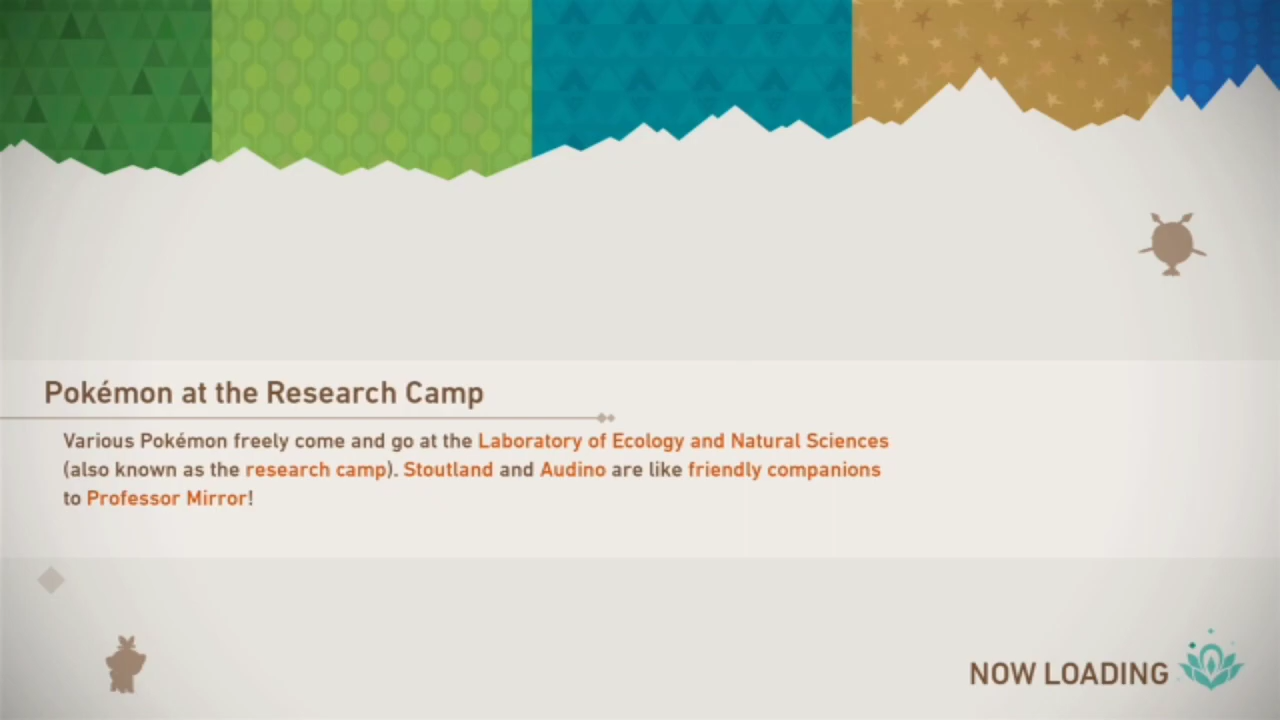 Pokémon at the Research Camp
Various Pokémon freely come and go at the Laboratory of Ecology and Natural Sciences
(also known as the research camp). Stoutland and Audino are like friendly companions
to Professor Mirror!
NOW LOADING